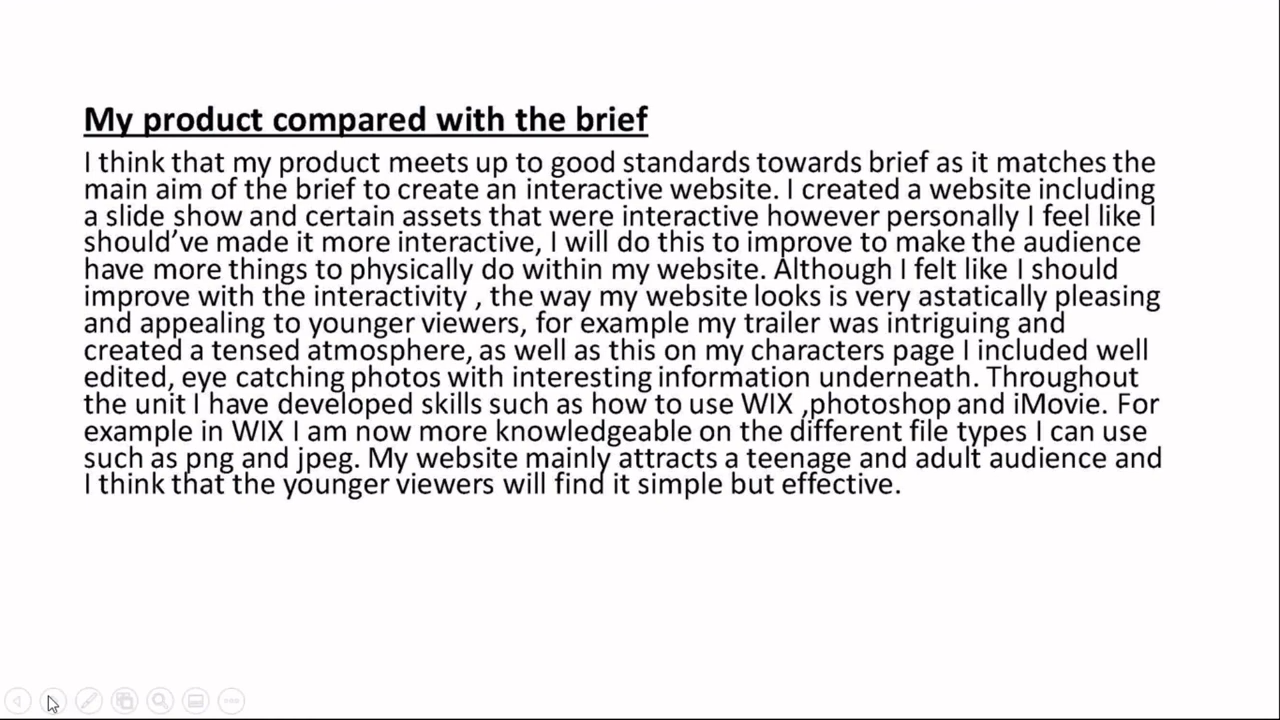 My product compared with the brief
I think that my product meets up to good standards towards brief as it matches the
main aim of the brief to create an interactive website. I created a website including
a slide show and certain assets that were interactive however personally I feel like I
should’ve made it more interactive, I will do this to improve to make the audience
have more things to physically do within my website. Although I felt like I should
improve with the interactivity , the way my website looks is very astatically pleasing
and appealing to younger viewers, for example my trailer was intriguing and
created a tensed atmosphere, as well as this on my characters page I included well
edited, eye catching photos with interesting information underneath. Throughout
the unit I have developed skills such as how to use WIX ,photoshop and iMovie. For
example in WIX I am now more knowledgeable on the different file types I can use
such as png and jpeg. My website mainly attracts a teenage and adult audience and
I think that the younger viewers will find it simple but effective.